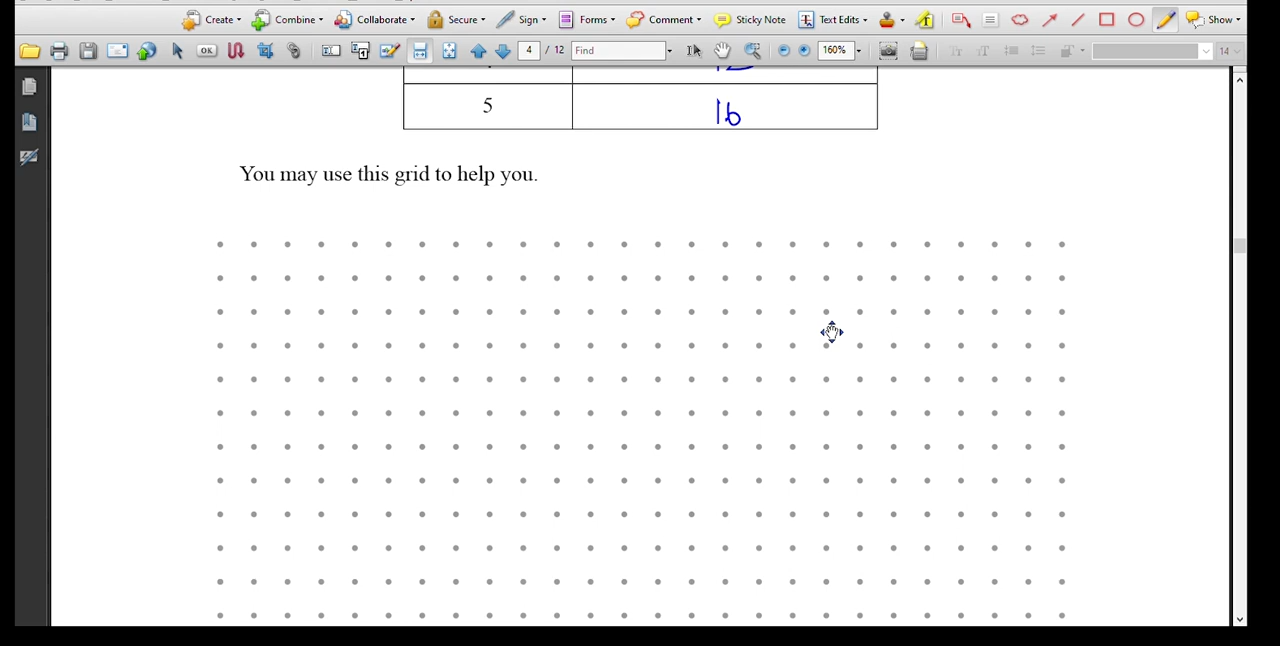 Create Combine Collaborate Secure Sign Forms Comment Sticky Note Text Edits Show
OK 4 / 12 Find 160% 14
5 16
You may use this grid to help you.